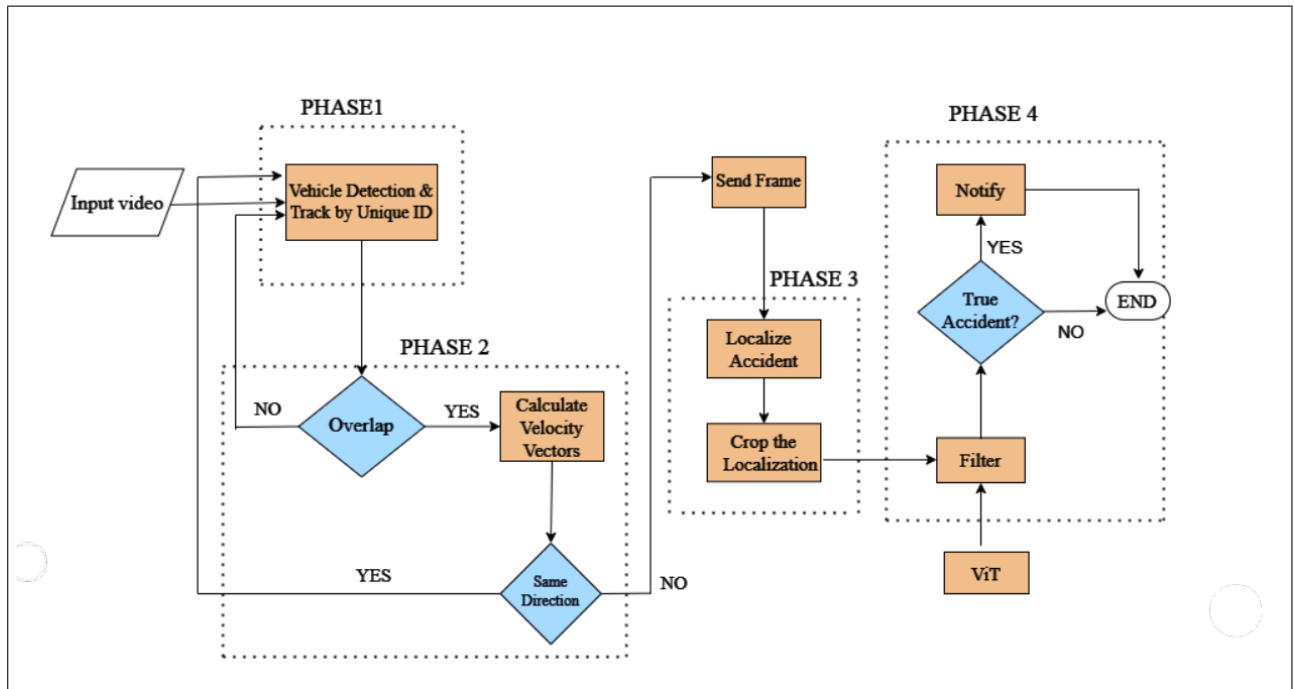 PHASE1
Input video
Vehicle Detection &
Track by Unique ID
PHASE 2
Overlap
NO
YES
Calculate
Velocity
Vectors
Same
Direction
YES
NO
Send Frame
PHASE 3
Localize
Accident
Crop the
Localization
PHASE 4
Notify
YES
True
Accident?
NO
END
Filter
ViT